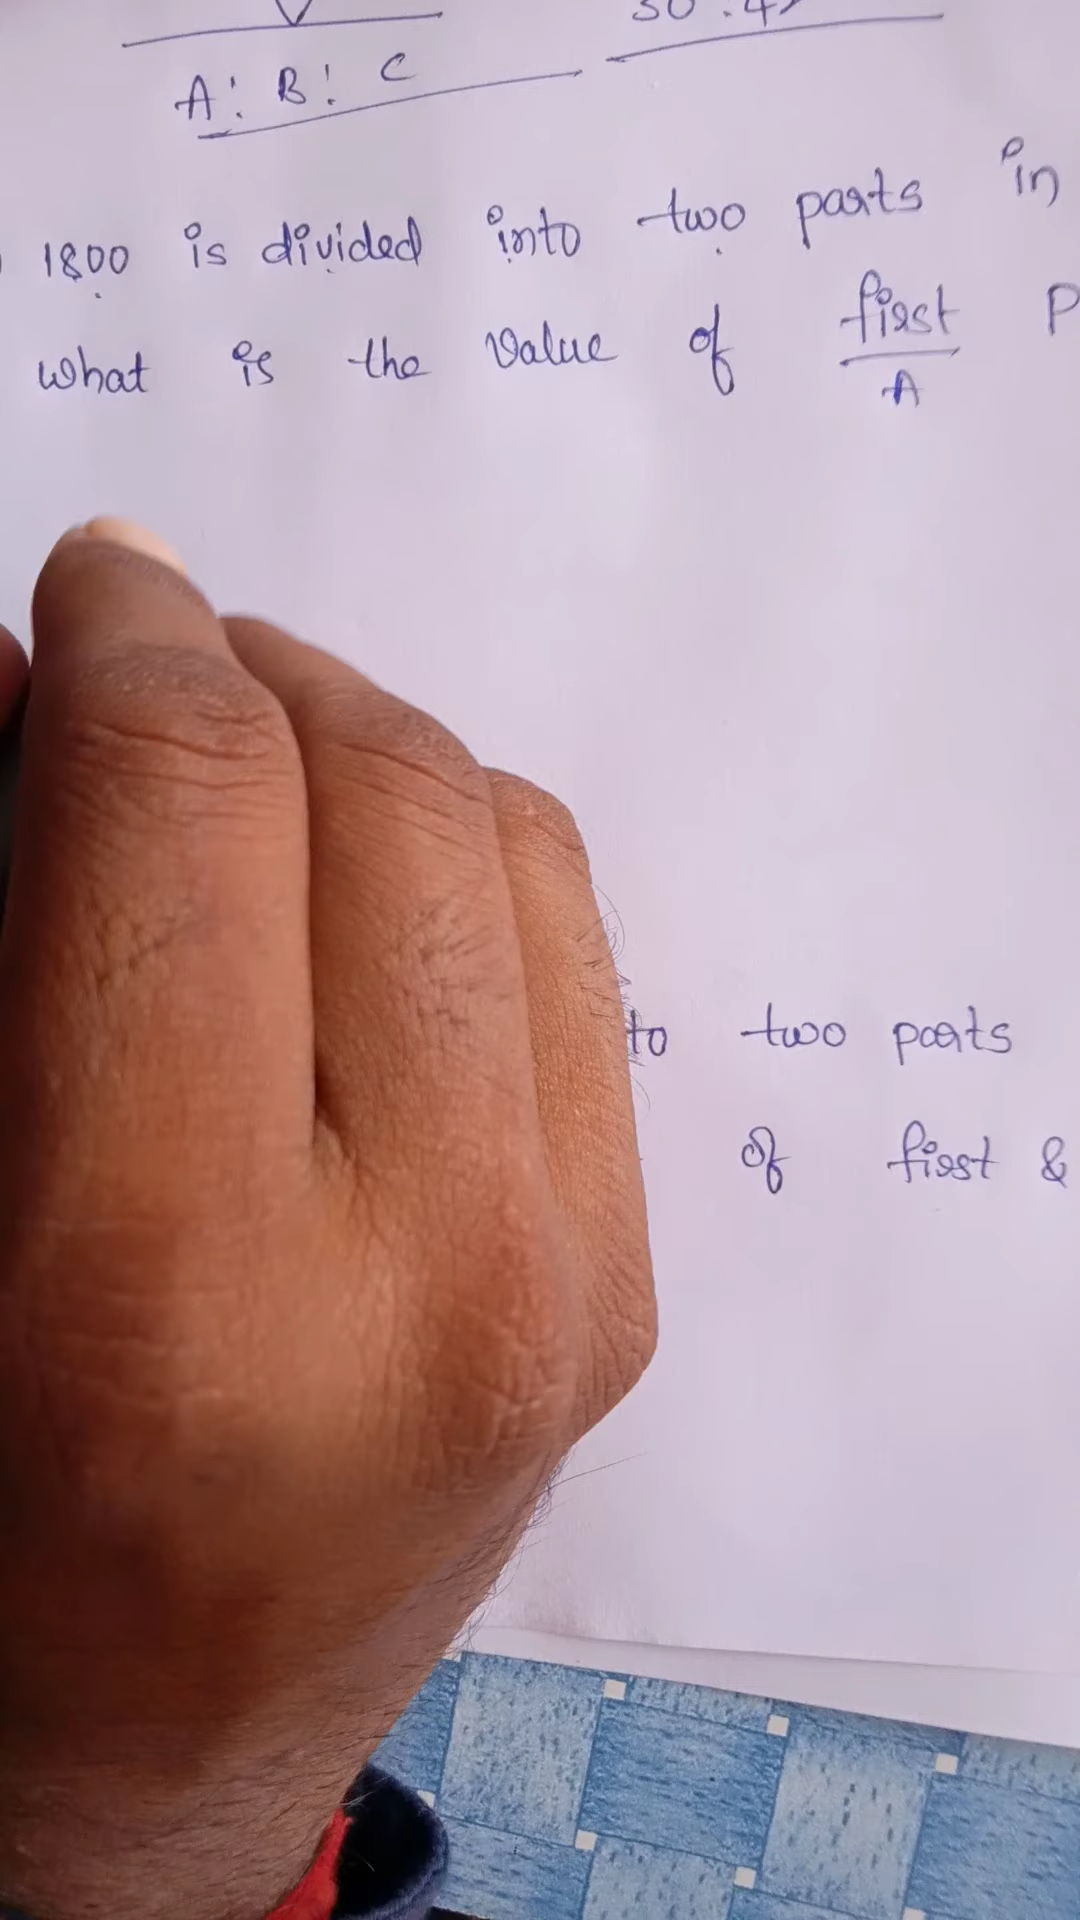 A: B: C
1800 is divided into two parts in
what is the value of first P
A
to two parts
of first &